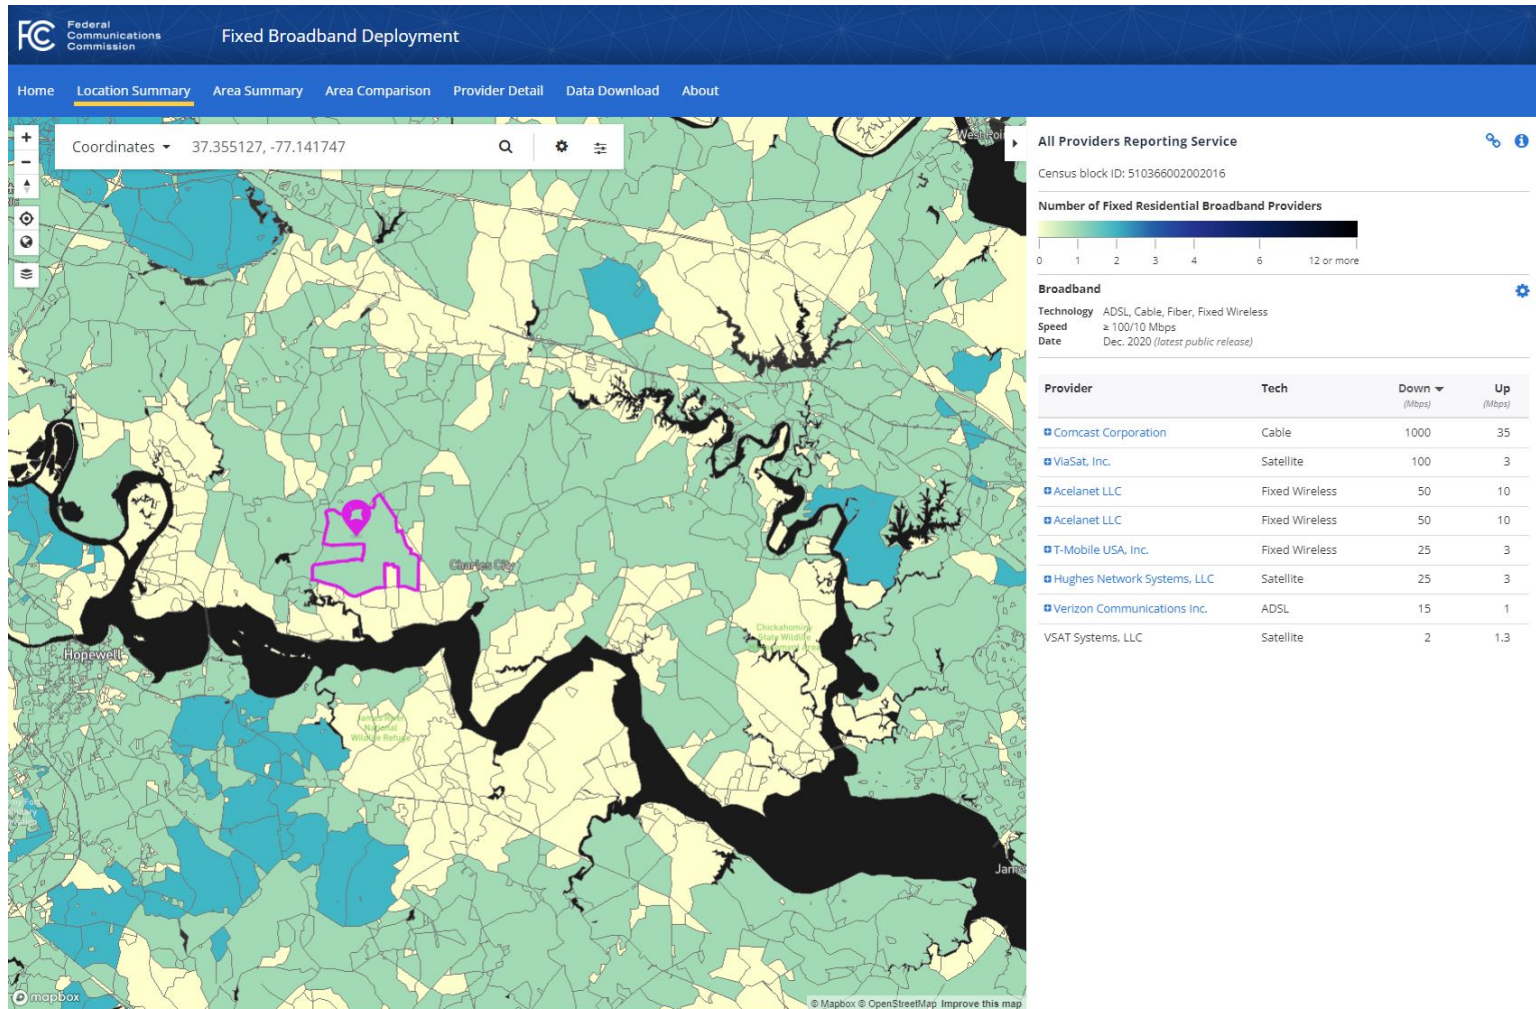 Federal
Communications
Commission
Fixed Broadband Deployment
Home Location Summary Area Summary Area Comparison Provider Detail Data Download About
Coordinates 37.355127, -77.141747
Charles City
Hopewell
Chickahominy
State Wildlife
Management Area
James River
National
Wildlife Refuge
mapbox
© Mapbox © OpenStreetMap Improve this map
All Providers Reporting Service
Census block ID: 510366002002016
Number of Fixed Residential Broadband Providers
0 1 2 3 4 6 12 or more
Broadband
Technology ADSL, Cable, Fiber, Fixed Wireless
Speed ≥ 100/10 Mbps
Date Dec. 2020 (latest public release)
Provider Tech Down Up
(Mbps) (Mbps)
Comcast Corporation Cable 1000 35
ViaSat, Inc. Satellite 100 3
Acelanet LLC Fixed Wireless 50 10
Acelanet LLC Fixed Wireless 50 10
T-Mobile USA, Inc. Fixed Wireless 25 3
Hughes Network Systems, LLC Satellite 25 3
Verizon Communications Inc. ADSL 15 1
VSAT Systems, LLC Satellite 2 1.3